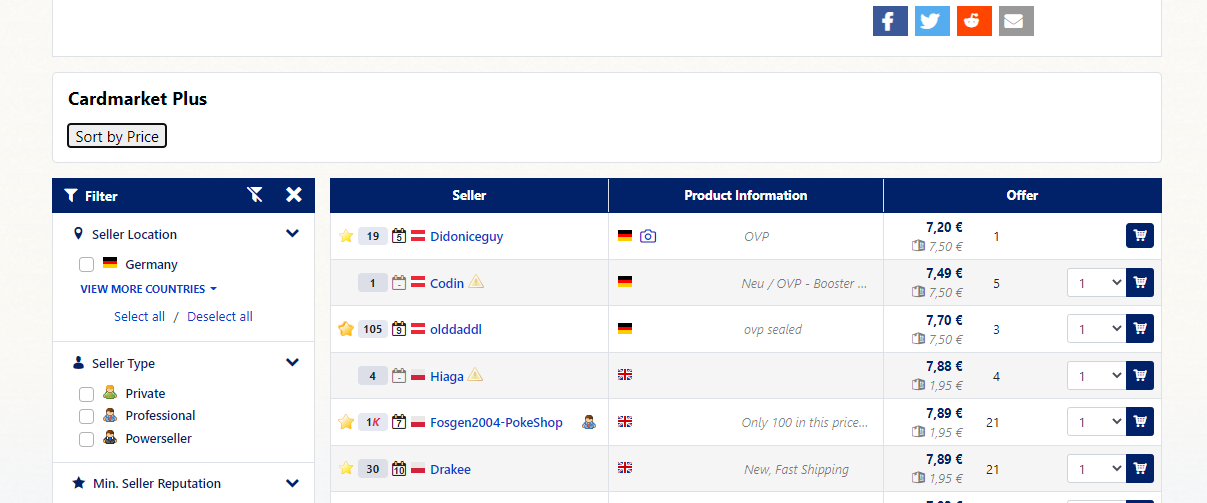 Cardmarket Plus
Sort by Price
Filter
Seller Location
Germany
VIEW MORE COUNTRIES
Select all / Deselect all
Seller Type
Private
Professional
Powerseller
Min. Seller Reputation
Seller Product Information Offer
19 5 Didoniceguy OVP 7,20 € 1
7,50 €
1 - Codin Neu / OVP - Booster ... 7,49 € 5 1
7,50 €
105 9 olddaddl ovp sealed 7,70 € 3 1
7,50 €
4 - Hiaga 7,88 € 4 1
1,95 €
1K 7 Fosgen2004-PokeShop Only 100 in this price... 7,89 € 21 1
1,95 €
30 10 Drakee New, Fast Shipping 7,89 € 21 1
1,95 €